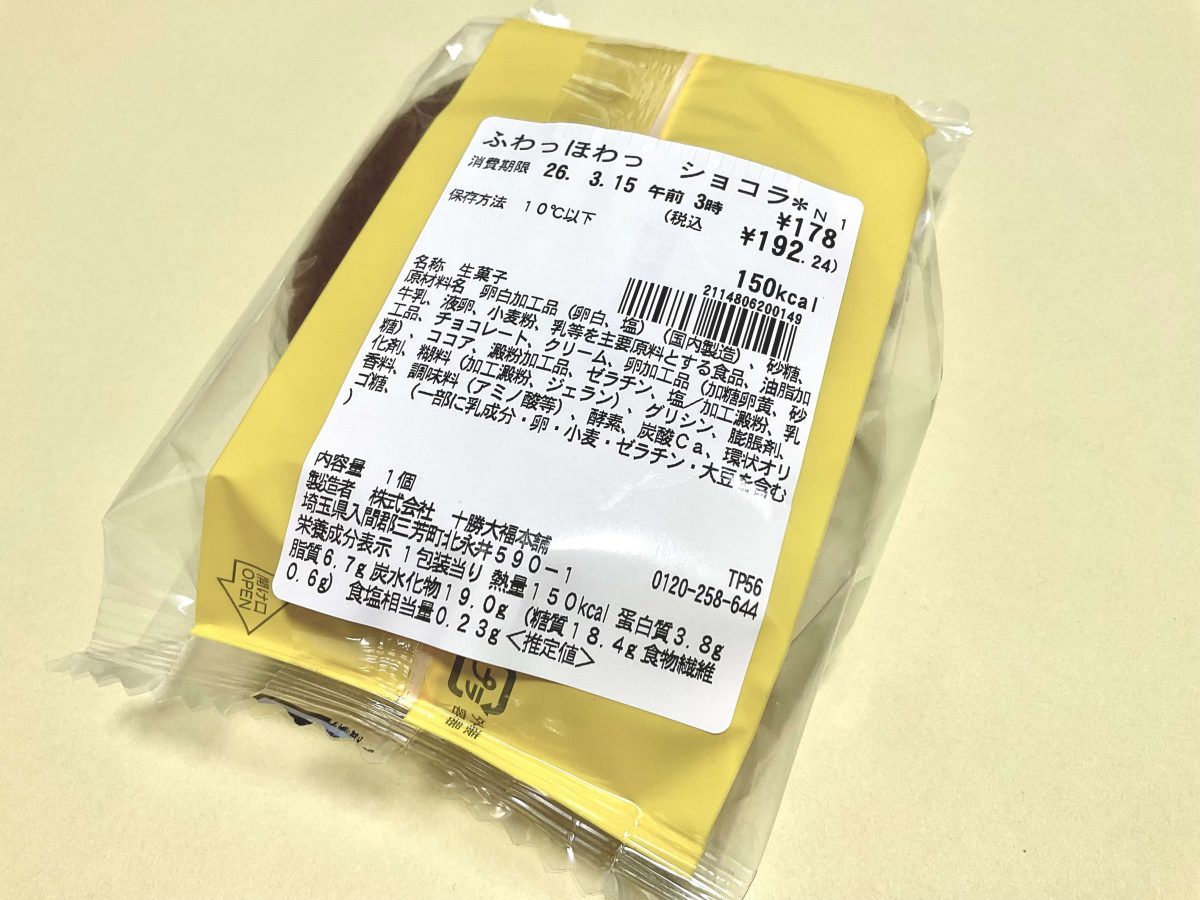 ふわっほわっ ショコラ*N1
消費期限 26. 3.15 午前 3時 ¥178
(税込 ¥192.24)
保存方法 10℃以下
150kcal
2114806200149
名称 生菓子
原材料名 卵白加工品(卵白、塩)(国内製造)、砂糖、
牛乳、液卵、小麦粉、乳等を主要原料とする食品、油脂加
工品、チョコレート、クリーム、卵加工品(加糖卵黄、砂
糖)、ココア、澱粉加工品、ゼラチン、塩/加工澱粉、乳
化剤、糊料(加工澱粉、ジェラン)、グリシン、膨脹剤、
香料、調味料(アミノ酸等)、酵素、炭酸Ca、環状オリ
ゴ糖、(一部に乳成分・卵・小麦・ゼラチン・大豆を含む
)
内容量 1個
製造者 株式会社 十勝大福本舗
埼玉県入間郡三芳町北永井590-1 TP56
0120-258-644
栄養成分表示 1包装当り 熱量150kcal 蛋白質3.8g
脂質6.7g 炭水化物19.0g (糖質18.4g 食物繊維
0.6g) 食塩相当量0.23g <推定値>
開け口
OPEN
プラ
外袋